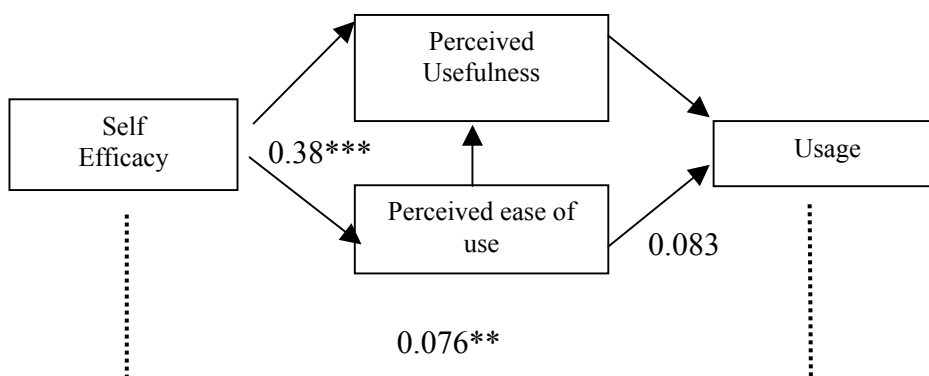 Perceived
Usefulness
Self
Efficacy
0.38***
Usage
Perceived ease of
use
0.083
0.076**